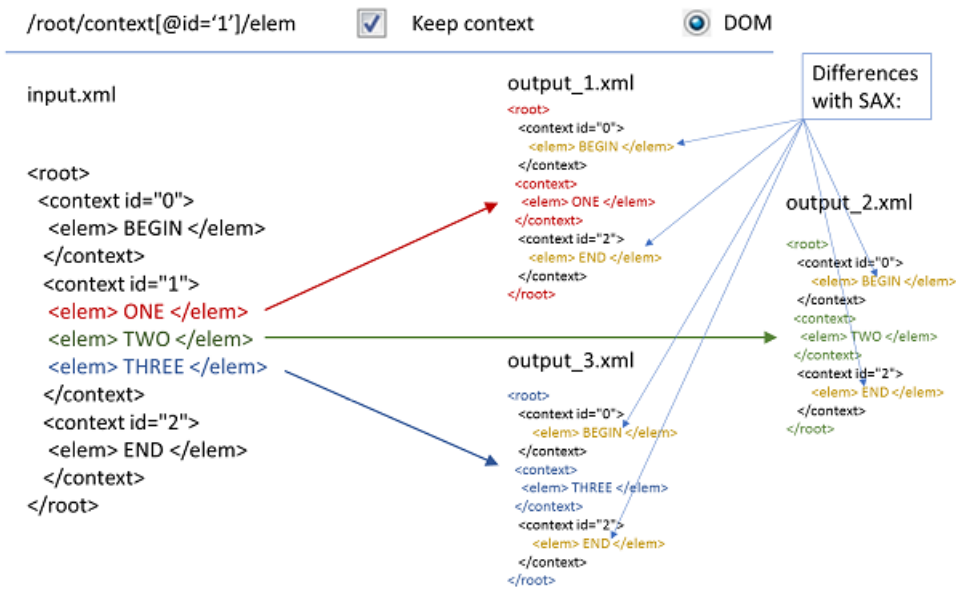 /root/context[@id=‘1’]/elem
Keep context
DOM
input.xml
<root>
<context id="0">
<elem> BEGIN </elem>
</context>
<context id="1">
<elem> ONE </elem>
<elem> TWO </elem>
<elem> THREE </elem>
</context>
<context id="2">
<elem> END </elem>
</context>
</root>
output_1.xml
<root>
<context id="0">
<elem> BEGIN </elem>
</context>
<context>
<elem> ONE </elem>
</context>
<context id="2">
<elem> END </elem>
</context>
</root>
output_3.xml
<root>
<context id="0">
<elem> BEGIN </elem>
</context>
<context>
<elem> THREE </elem>
</context>
<context id="2">
<elem> END </elem>
</context>
</root>
Differences
with SAX:
output_2.xml
<root>
<context id="0">
<elem> BEGIN </elem>
</context>
<context>
<elem> TWO </elem>
</context>
<context id="2">
<elem> END </elem>
</context>
</root>